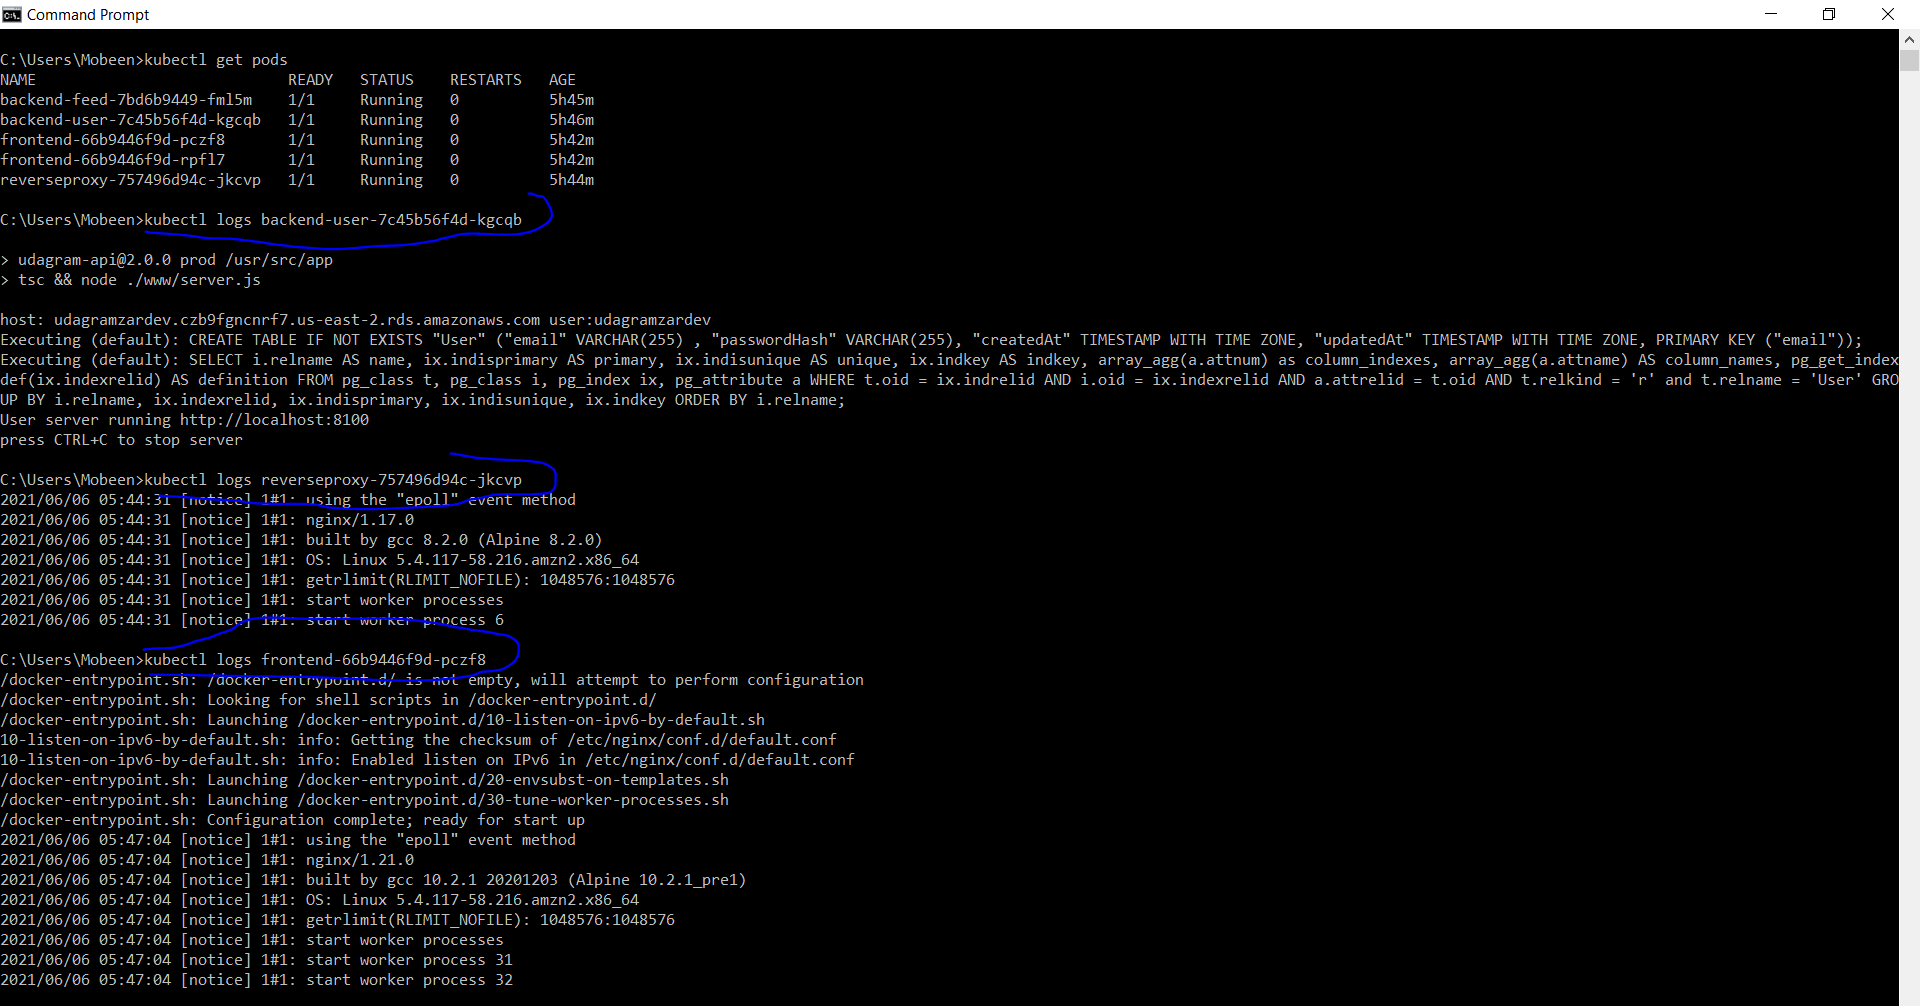 Command Prompt
C:\Users\Mobeen>kubectl get pods
NAME                            READY   STATUS    RESTARTS   AGE
backend-feed-7bd6b9449-fml5m    1/1     Running   0          5h45m
backend-user-7c45b56f4d-kgcqb   1/1     Running   0          5h46m
frontend-66b9446f9d-pczf8       1/1     Running   0          5h42m
frontend-66b9446f9d-rpfl7       1/1     Running   0          5h42m
reverseproxy-757496d94c-jkcvp   1/1     Running   0          5h44m
C:\Users\Mobeen>kubectl logs backend-user-7c45b56f4d-kgcqb
> udagram-api@2.0.0 prod /usr/src/app
> tsc && node ./www/server.js
host: udagramzardev.czb9fgncnrf7.us-east-2.rds.amazonaws.com user:udagramzardev
Executing (default): CREATE TABLE IF NOT EXISTS "User" ("email" VARCHAR(255) , "passwordHash" VARCHAR(255), "createdAt" TIMESTAMP WITH TIME ZONE, "updatedAt" TIMESTAMP WITH TIME ZONE, PRIMARY KEY ("email"));
Executing (default): SELECT i.relname AS name, ix.indisprimary AS primary, ix.indisunique AS unique, ix.indkey AS indkey, array_agg(a.attnum) as column_indexes, array_agg(a.attname) AS column_names, pg_get_index
def(ix.indexrelid) AS definition FROM pg_class t, pg_class i, pg_index ix, pg_attribute a WHERE t.oid = ix.indrelid AND i.oid = ix.indexrelid AND a.attrelid = t.oid AND t.relkind = 'r' and t.relname = 'User' GRO
UP BY i.relname, ix.indexrelid, ix.indisprimary, ix.indisunique, ix.indkey ORDER BY i.relname;
User server running http://localhost:8100
press CTRL+C to stop server
C:\Users\Mobeen>kubectl logs reverseproxy-757496d94c-jkcvp
2021/06/06 05:44:31 [notice] 1#1: using the "epoll" event method
2021/06/06 05:44:31 [notice] 1#1: nginx/1.17.0
2021/06/06 05:44:31 [notice] 1#1: built by gcc 8.2.0 (Alpine 8.2.0)
2021/06/06 05:44:31 [notice] 1#1: OS: Linux 5.4.117-58.216.amzn2.x86_64
2021/06/06 05:44:31 [notice] 1#1: getrlimit(RLIMIT_NOFILE): 1048576:1048576
2021/06/06 05:44:31 [notice] 1#1: start worker processes
2021/06/06 05:44:31 [notice] 1#1: start worker process 6
C:\Users\Mobeen>kubectl logs frontend-66b9446f9d-pczf8
/docker-entrypoint.sh: /docker-entrypoint.d/ is not empty, will attempt to perform configuration
/docker-entrypoint.sh: Looking for shell scripts in /docker-entrypoint.d/
/docker-entrypoint.sh: Launching /docker-entrypoint.d/10-listen-on-ipv6-by-default.sh
10-listen-on-ipv6-by-default.sh: info: Getting the checksum of /etc/nginx/conf.d/default.conf
10-listen-on-ipv6-by-default.sh: info: Enabled listen on IPv6 in /etc/nginx/conf.d/default.conf
/docker-entrypoint.sh: Launching /docker-entrypoint.d/20-envsubst-on-templates.sh
/docker-entrypoint.sh: Launching /docker-entrypoint.d/30-tune-worker-processes.sh
/docker-entrypoint.sh: Configuration complete; ready for start up
2021/06/06 05:47:04 [notice] 1#1: using the "epoll" event method
2021/06/06 05:47:04 [notice] 1#1: nginx/1.21.0
2021/06/06 05:47:04 [notice] 1#1: built by gcc 10.2.1 20201203 (Alpine 10.2.1_pre1)
2021/06/06 05:47:04 [notice] 1#1: OS: Linux 5.4.117-58.216.amzn2.x86_64
2021/06/06 05:47:04 [notice] 1#1: getrlimit(RLIMIT_NOFILE): 1048576:1048576
2021/06/06 05:47:04 [notice] 1#1: start worker processes
2021/06/06 05:47:04 [notice] 1#1: start worker process 31
2021/06/06 05:47:04 [notice] 1#1: start worker process 32